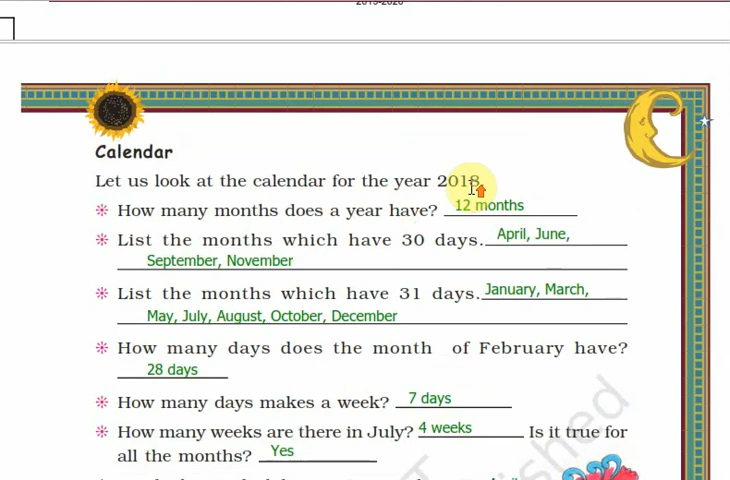 Calendar
Let us look at the calendar for the year 2018.
How many months does a year have? 12 months
List the months which have 30 days. April, June,
September, November
List the months which have 31 days. January, March,
May, July, August, October, December
How many days does the month of February have?
28 days
How many days makes a week? 7 days
How many weeks are there in July? 4 weeks Is it true for
all the months? Yes